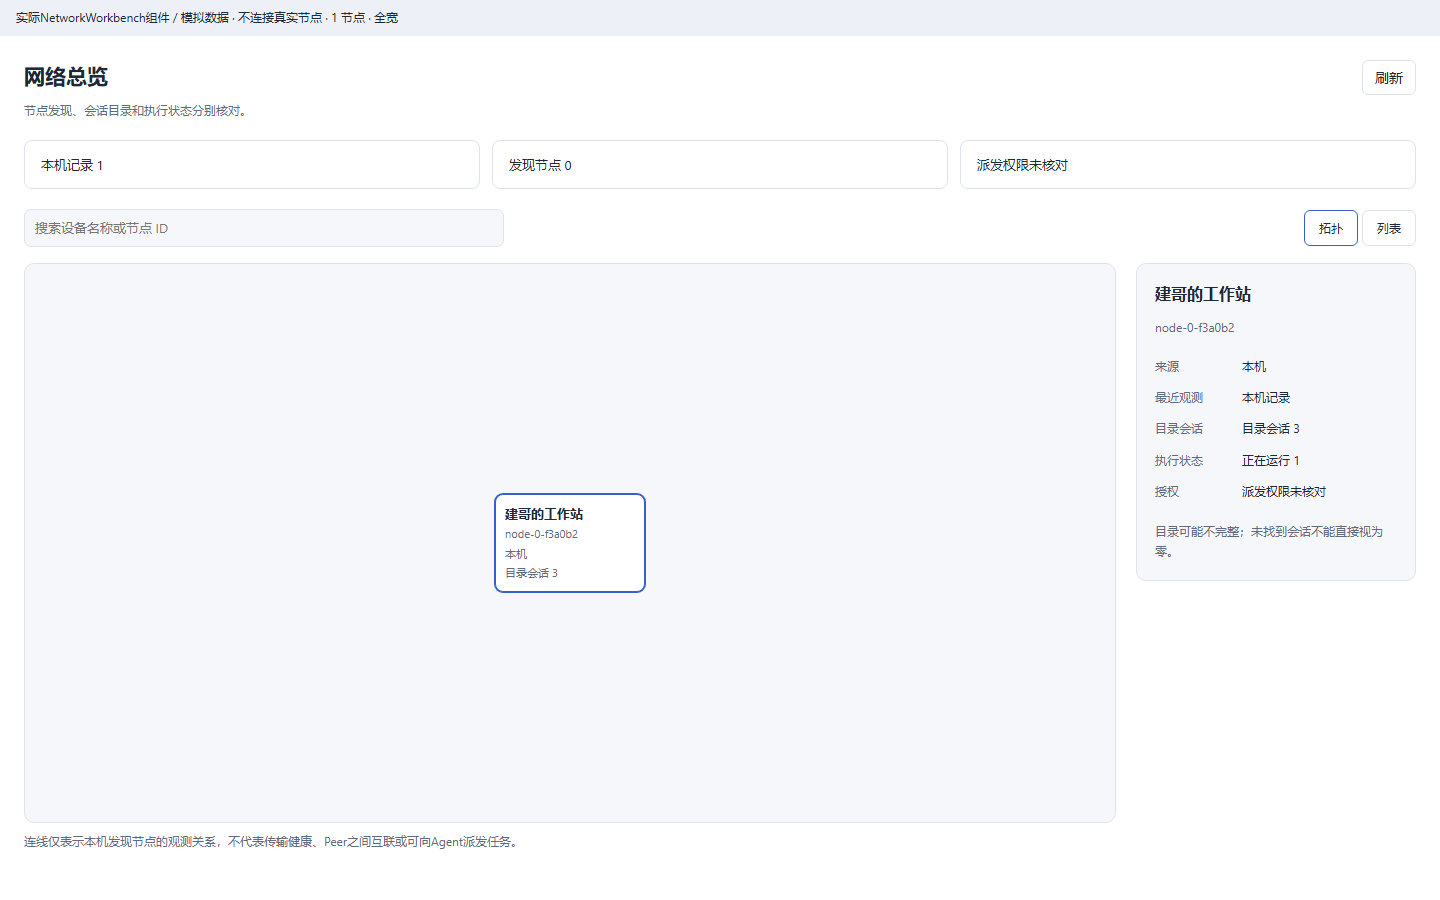 实际NetworkWorkbench组件 / 模拟数据 · 不连接真实节点 · 1 节点 · 全宽
网络总览
刷新
节点发现、会话目录和执行状态分别核对。
本机记录 1
发现节点 0
派发权限未核对
搜索设备名称或节点 ID
拓扑
列表
建哥的工作站
node-0-f3a0b2
本机
目录会话 3
建哥的工作站
node-0-f3a0b2
来源 本机
最近观测 本机记录
目录会话 目录会话 3
执行状态 正在运行 1
授权 派发权限未核对
目录可能不完整；未找到会话不能直接视为
零。
连线仅表示本机发现节点的观测关系，不代表传输健康、Peer之间互联或可向Agent派发任务。